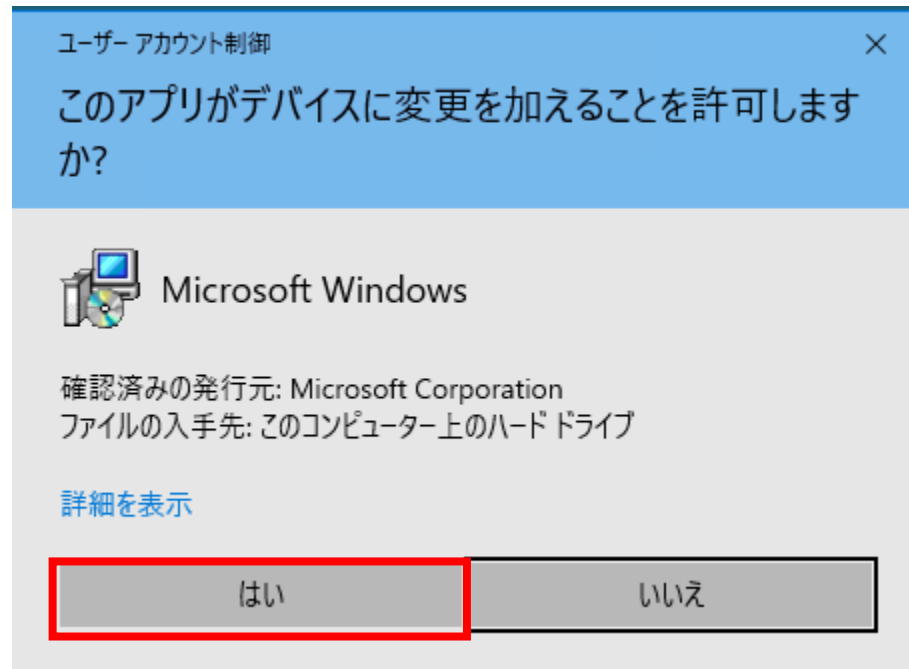 ユーザー アカウント制御
このアプリがデバイスに変更を加えることを許可します
か?
Microsoft Windows
確認済みの発行元: Microsoft Corporation
ファイルの入手先: このコンピューター上のハード ドライブ
詳細を表示
はい
いいえ